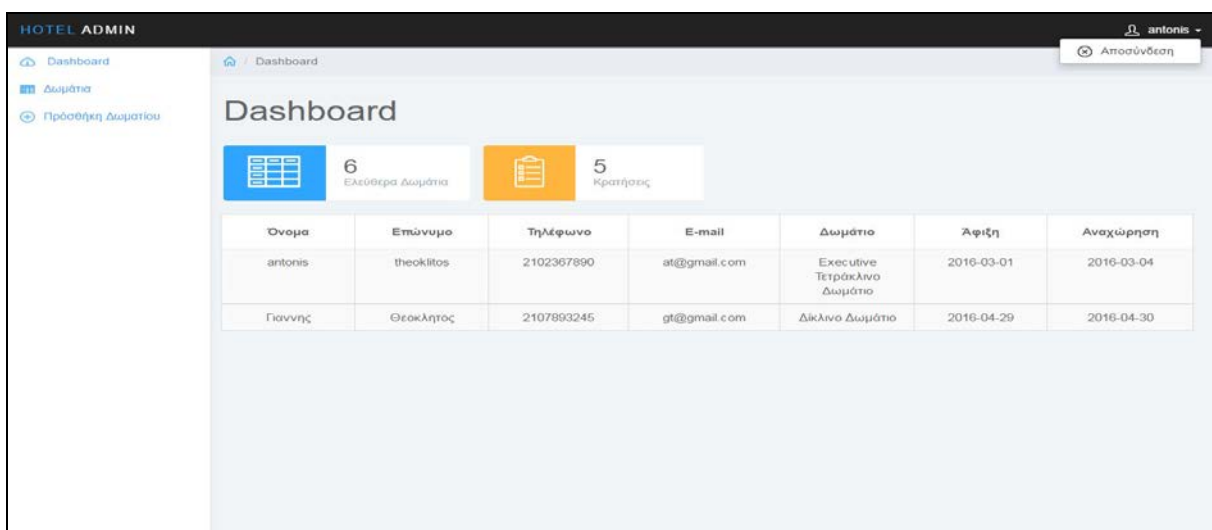 HOTEL ADMIN
antonis
Αποσύνδεση
Dashboard
Δωμάτια
Πρόσθήκη Δωματίου
/ Dashboard
Dashboard
6
Ελεύθερα Δωμάτια
5
Κρατήσεις
Όνομα Επώνυμο Τηλέφωνο E-mail Δωμάτιο Άφιξη Αναχώρηση
antonis theoklitos 2102367890 at@gmail.com Executive 2016-03-01 2016-03-04
Τετράκλινο
Δωμάτιο
Γιαννης Θεοκλητος 2107893245 gt@gmail.com Δίκλινο Δωμάτιο 2016-04-29 2016-04-30